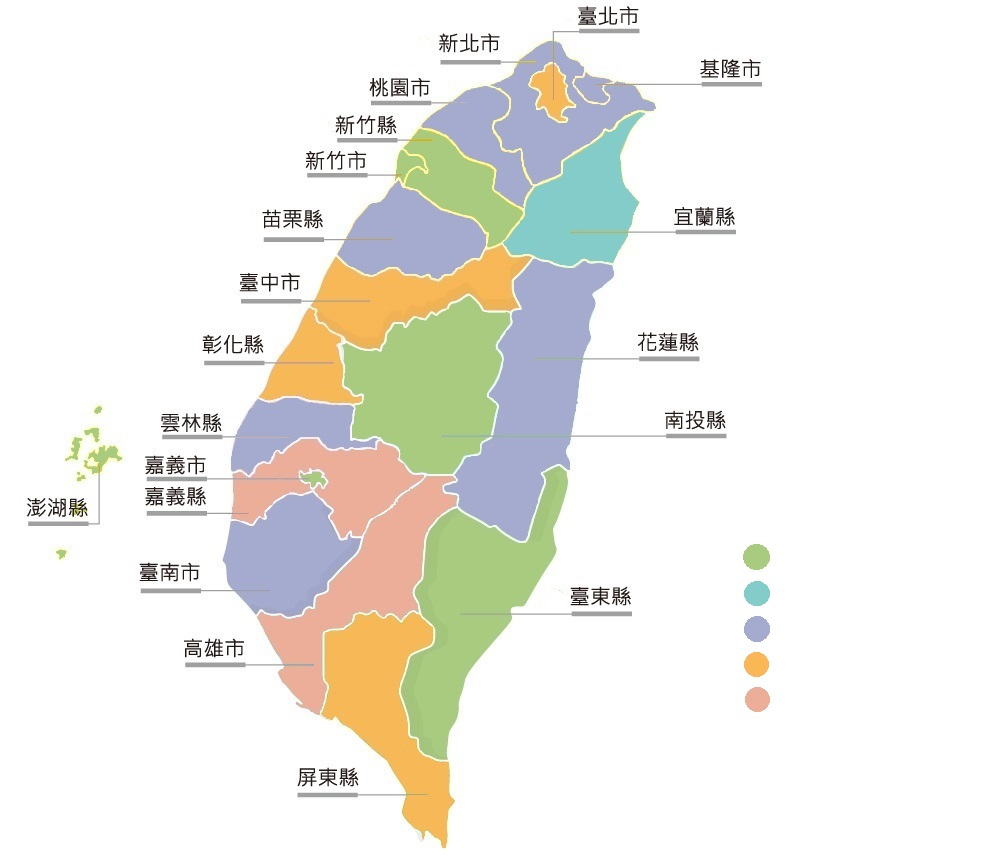 臺北市
新北市
基隆市
桃園市
新竹縣
新竹市
苗栗縣
宜蘭縣
臺中市
彰化縣
花蓮縣
雲林縣
南投縣
嘉義市
嘉義縣
澎湖縣
臺南市
臺東縣
高雄市
屏東縣